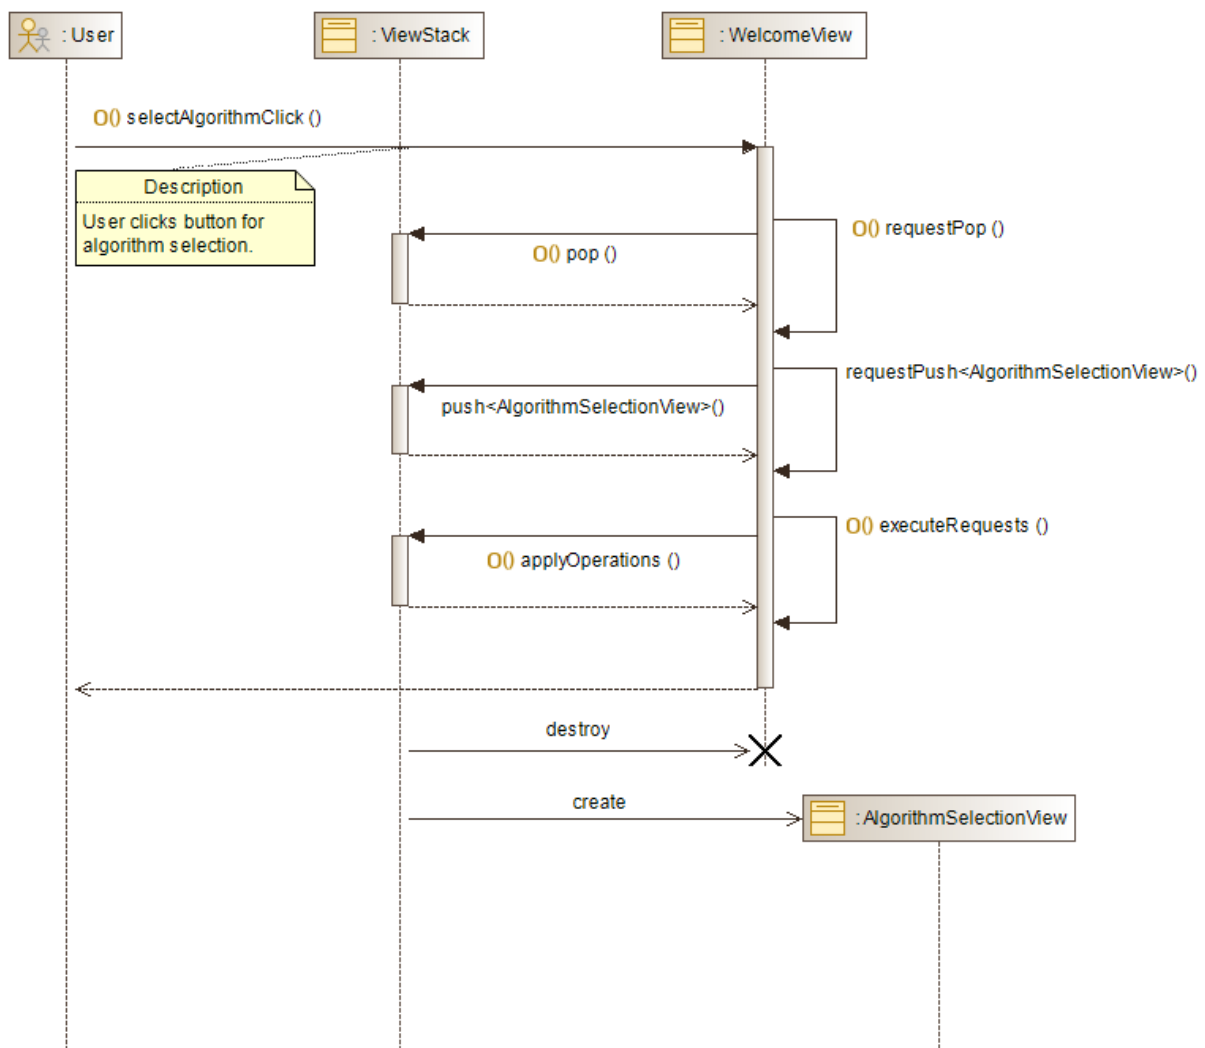 : User
: ViewStack
: WelcomeView
O() selectAlgorithmClick ()
Description
User clicks button for
algorithm selection.
O() requestPop ()
O() pop ()
requestPush<AlgorithmSelectionView>()
push<AlgorithmSelectionView>()
O() executeRequests ()
O() applyOperations ()
destroy
create
: AlgorithmSelectionView